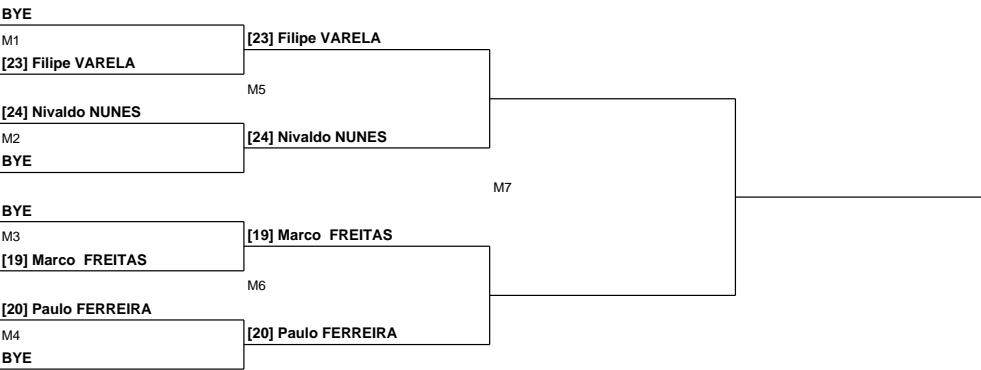 BYE
M1
[23] Filipe VARELA
[23] Filipe VARELA
M5
[24] Nivaldo NUNES
M2
[24] Nivaldo NUNES
BYE
M7
BYE
M3
[19] Marco  FREITAS
[19] Marco  FREITAS
M6
[20] Paulo FERREIRA
M4
[20] Paulo FERREIRA
BYE